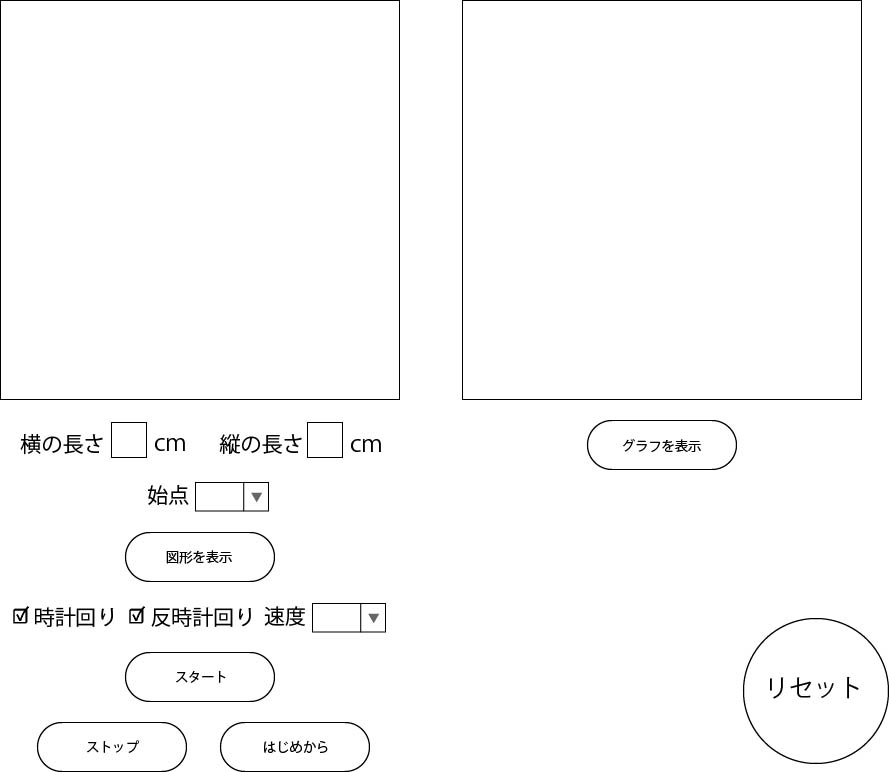 横の長さ cm 縦の長さ cm
グラフを表示
始点
図形を表示
時計回り 反時計回り 速度
スタート
リセット
ストップ はじめから